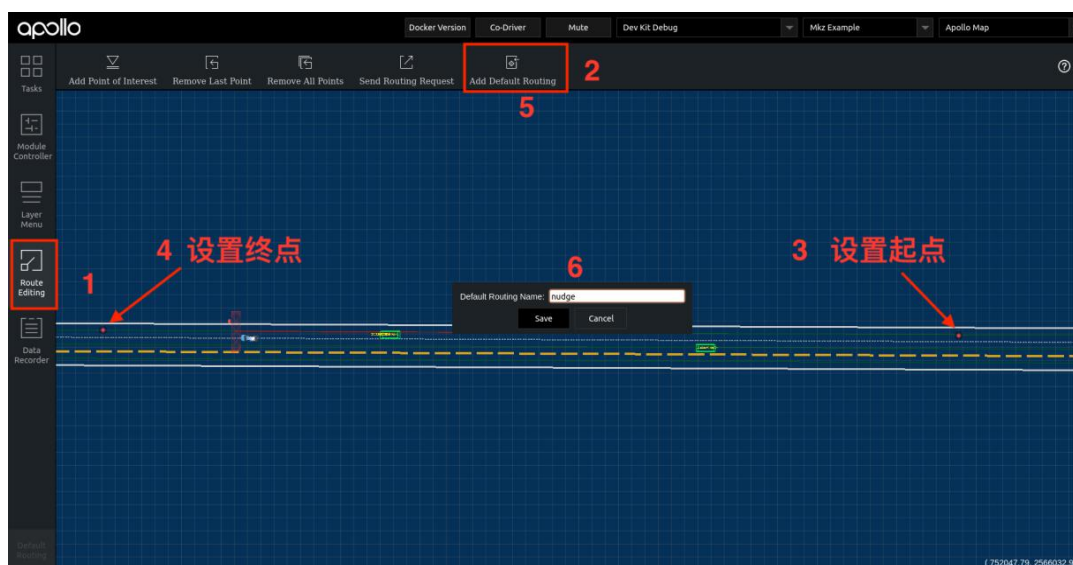 apollo
Docker Version
Co-Driver
Mute
Dev Kit Debug
Mkz Example
Apollo Map
Tasks
Add Point of Interest
Remove Last Point
Remove All Points
Send Routing Request
Add Default Routing
2
5
Module
Controller
Layer
Menu
Route
Editing
1
4 设置终点
3 设置起点
6
Default Routing Name: nudge
Save
Cancel
Data
Recorder
Default
Routing